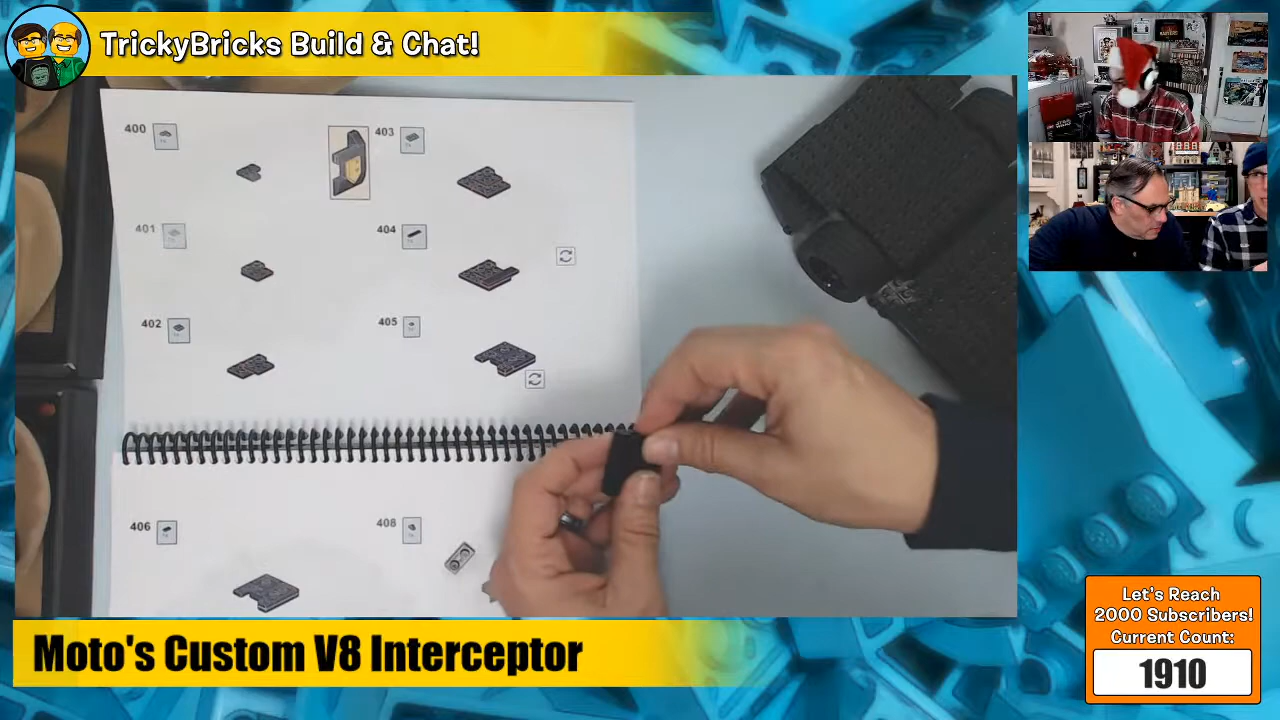 TrickyBricks Build & Chat!
400
403
401
404
402
405
406
408
Moto's Custom V8 Interceptor
Let's Reach
2000 Subscribers!
Current Count:
1910